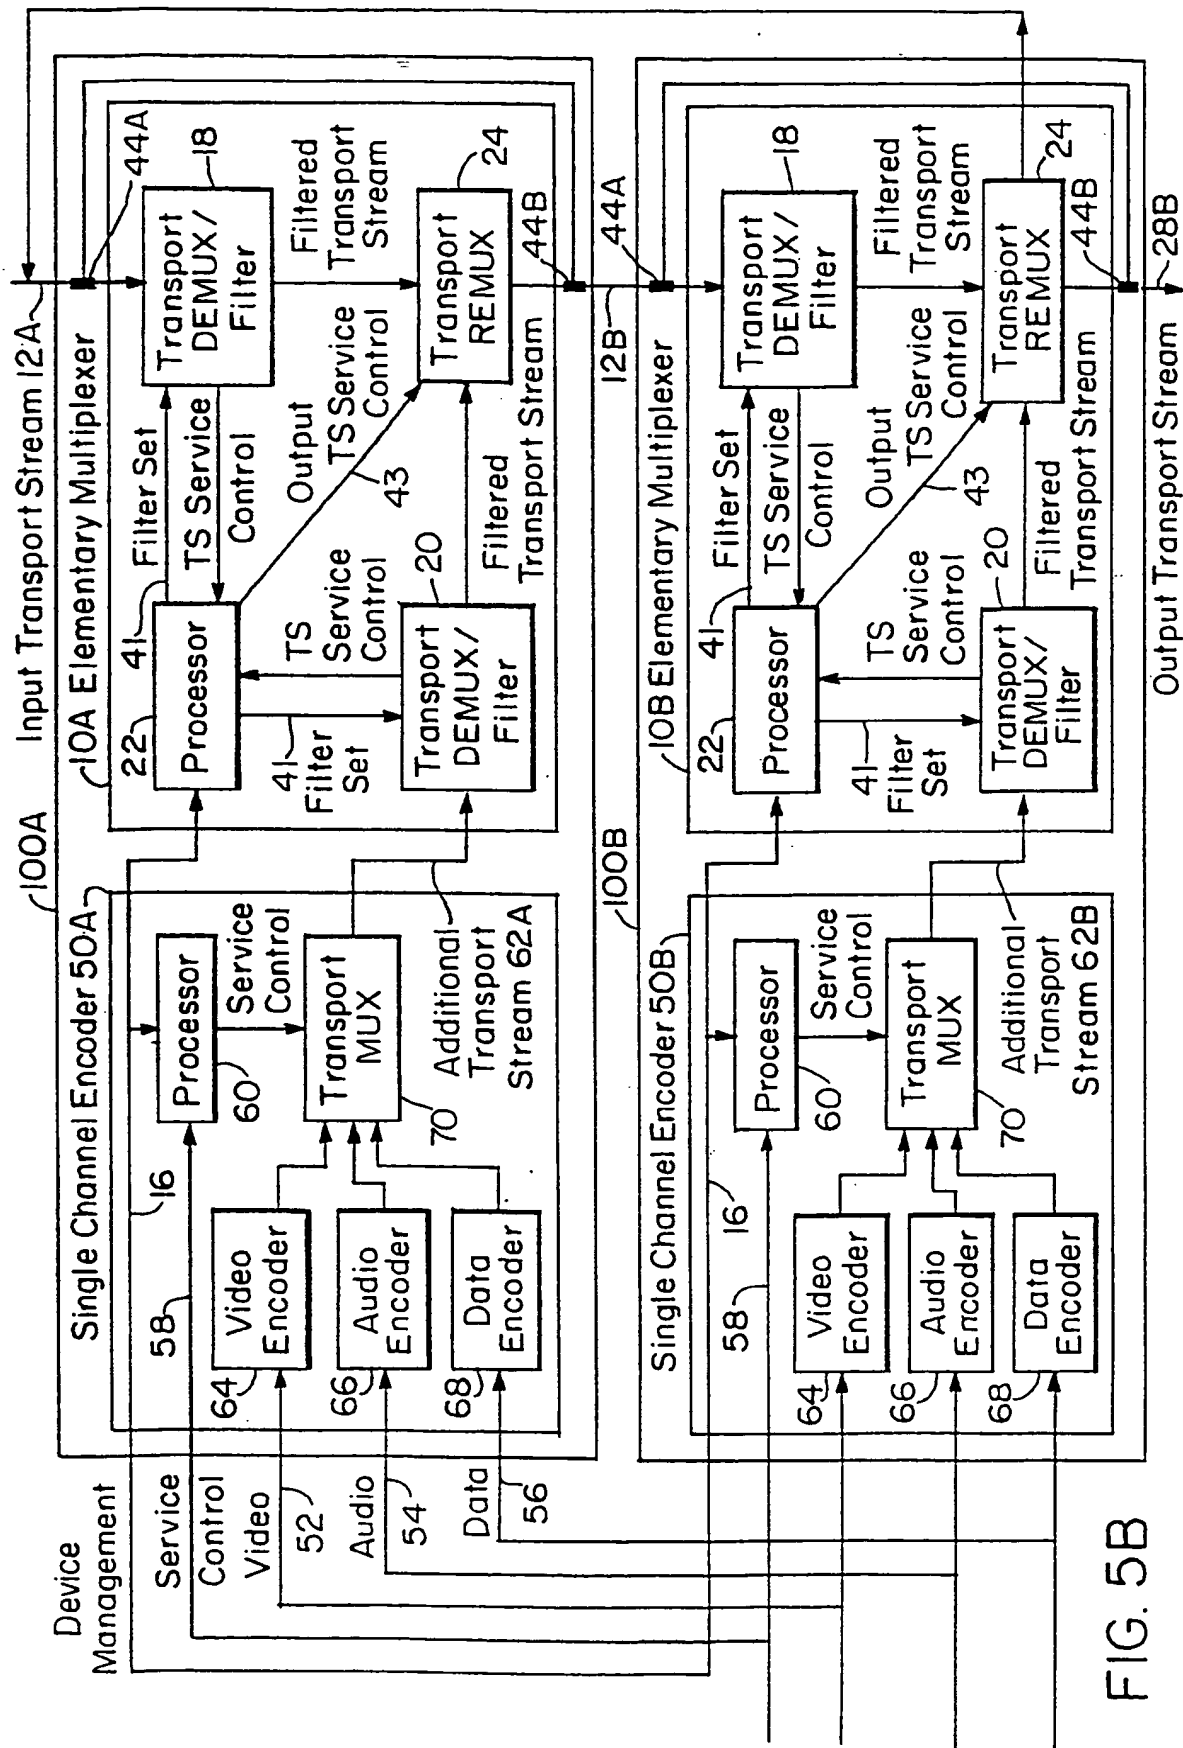 Input Transport Stream 12A
100A
10A Elementary Multiplexer
44A
Single Channel Encoder 50A
Device
Management
16
58
Service
Control
Video
52
Audio
54
Data
56
Processor
60
Service
Control
Video
Encoder
64
Audio
Encoder
66
Data
Encoder
68
Transport
MUX
70
Additional
Transport
Stream 62A
22
Processor
41
Filter Set
TS Service
Control
Transport
DEMUX/
Filter
18
Filtered
Transport
Stream
Output
TS Service
Control
43
41
Filter
Set
TS
Service
Control
Transport
DEMUX/
Filter
20
Filtered
Transport Stream
Transport
REMUX
24
44B
12B
44A
100B
10B Elementary Multiplexer
Single Channel Encoder 50B
16
58
Processor
60
Service
Control
Video
Encoder
64
Audio
Encoder
66
Data
Encoder
68
Transport
MUX
70
Additional
Transport
Stream 62B
22
Processor
41
Filter Set
TS Service
Control
Transport
DEMUX/
Filter
18
Filtered
Transport
Stream
Output
TS Service
Control
43
41
Filter
Set
TS
Service
Control
Transport
DEMUX/
Filter
20
Filtered
Transport Stream
Transport
REMUX
24
44B
28B
Output Transport Stream
FIG. 5B